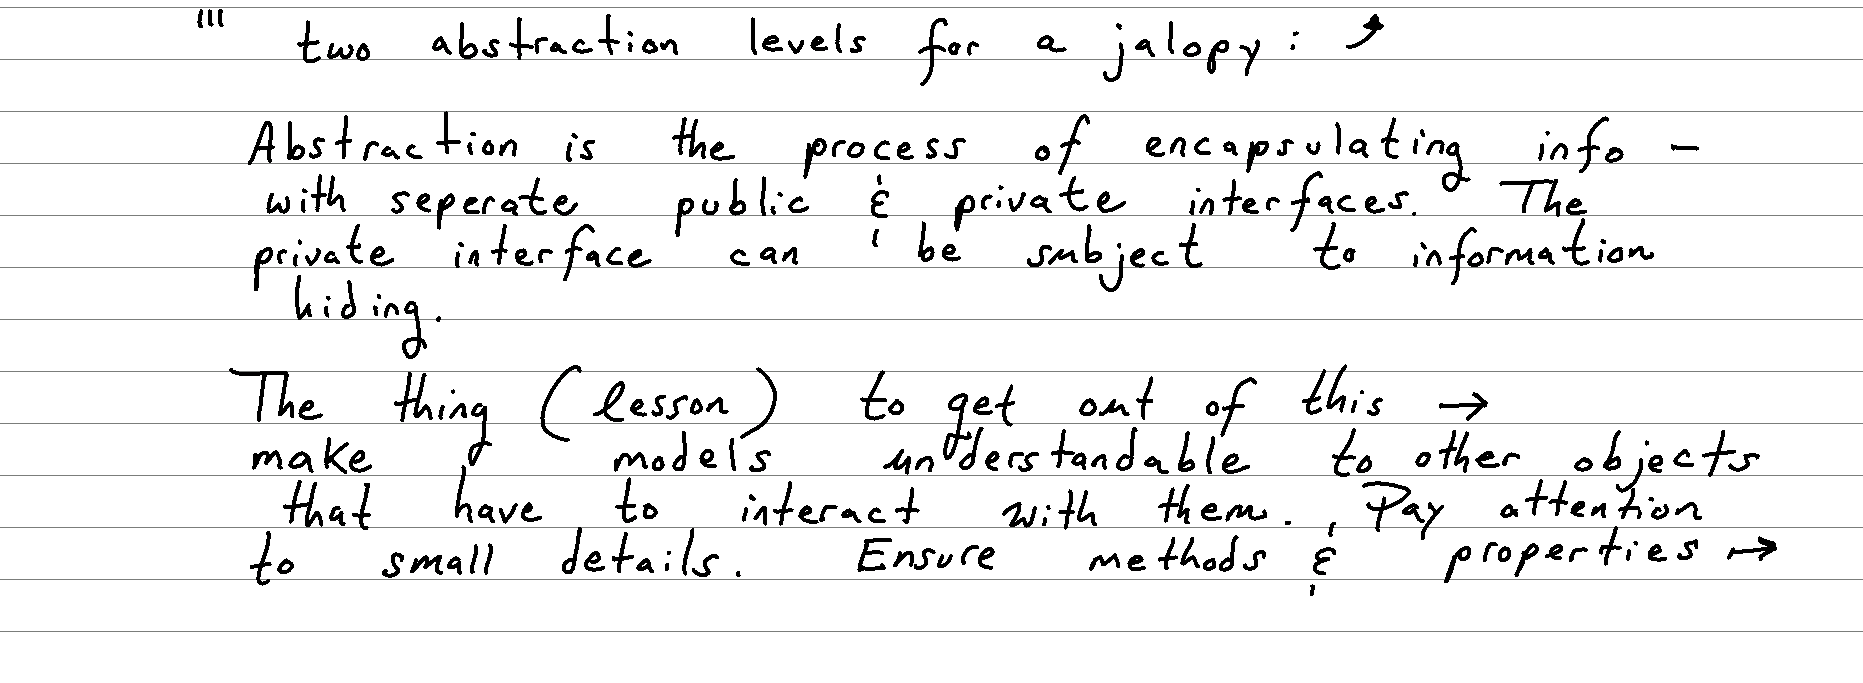 ''' two abstraction levels for a jalopy : ⤴
Abstraction is the process of encapsulating info –
with seperate public & private interfaces. The
private interface can be subject to information
hiding.
The thing (lesson) to get out of this →
make models understandable to other objects
that have to interact with them. Pay attention
to small details. Ensure methods & properties →